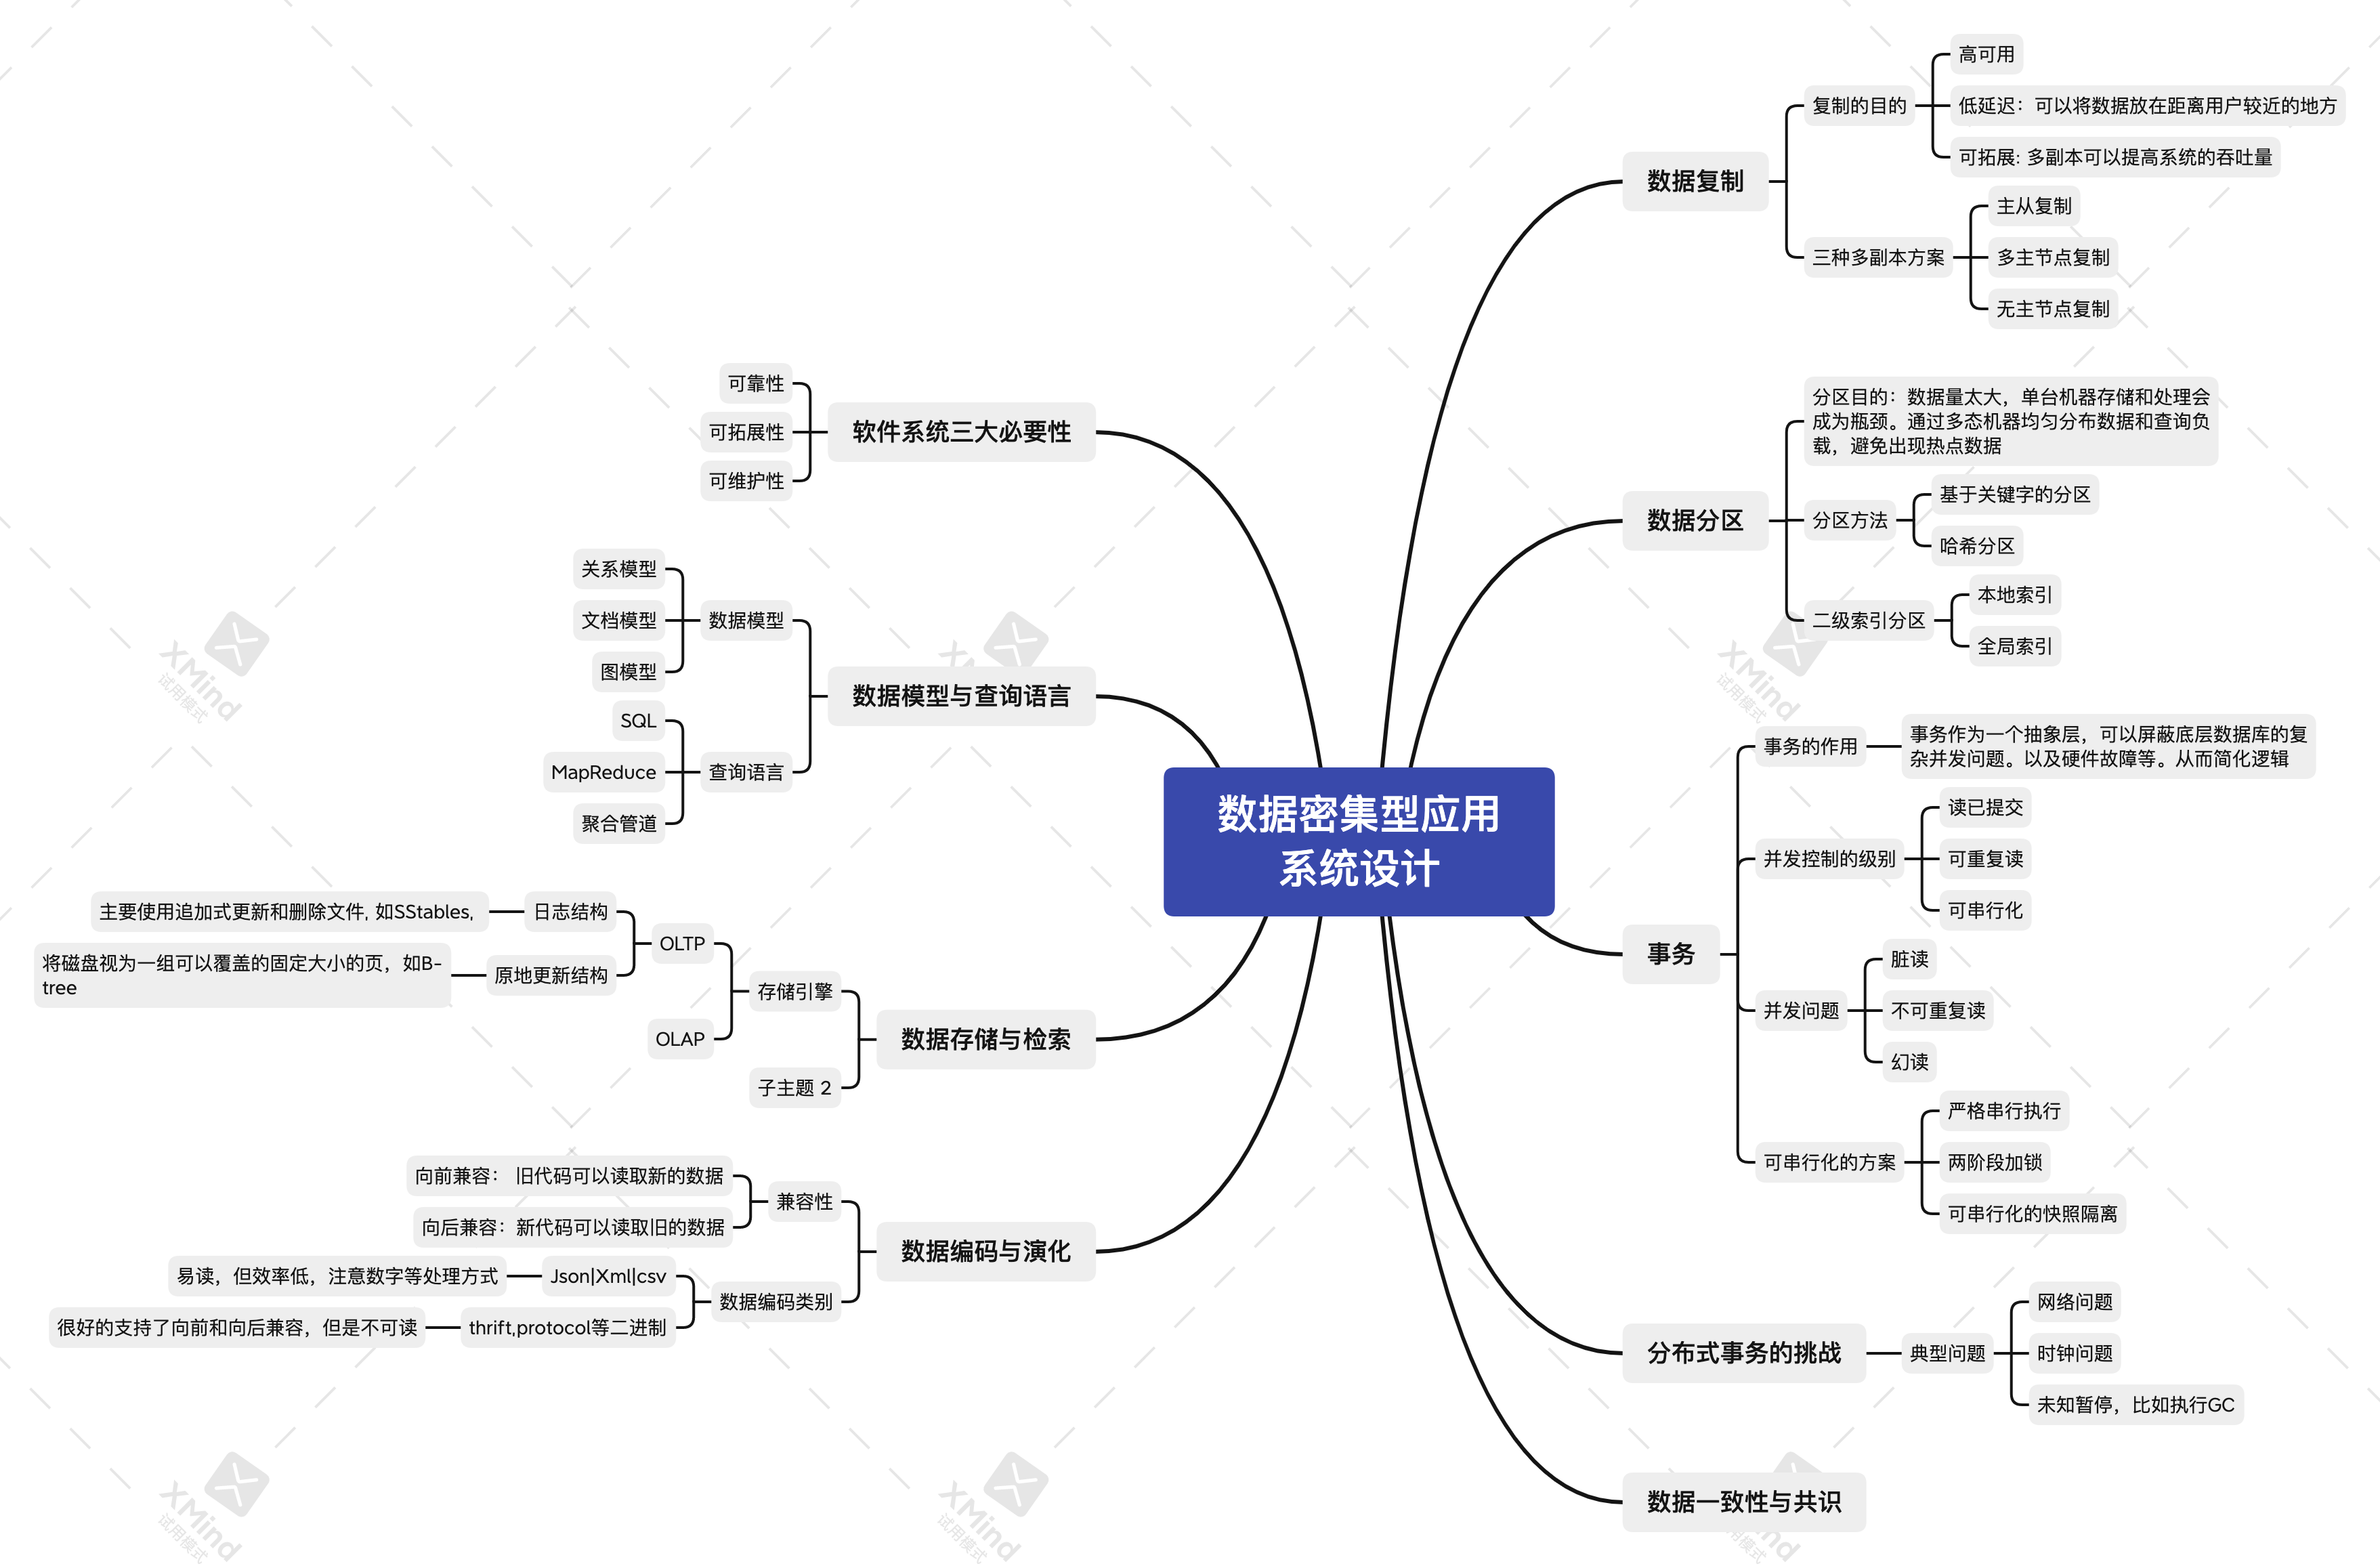 数据密集型应用
系统设计
软件系统三大必要性
可靠性
可拓展性
可维护性
数据模型与查询语言
数据模型
关系模型
文档模型
图模型
查询语言
SQL
MapReduce
聚合管道
数据存储与检索
存储引擎
OLTP
日志结构
主要使用追加式更新和删除文件, 如SStables,
原地更新结构
将磁盘视为一组可以覆盖的固定大小的页，如B-
tree
OLAP
子主题 2
数据编码与演化
兼容性
向前兼容： 旧代码可以读取新的数据
向后兼容：新代码可以读取旧的数据
数据编码类别
Json|Xml|csv
易读，但效率低，注意数字等处理方式
thrift,protocol等二进制
很好的支持了向前和向后兼容，但是不可读
数据复制
复制的目的
高可用
低延迟：可以将数据放在距离用户较近的地方
可拓展: 多副本可以提高系统的吞吐量
三种多副本方案
主从复制
多主节点复制
无主节点复制
数据分区
分区目的：数据量太大，单台机器存储和处理会
成为瓶颈。通过多态机器均匀分布数据和查询负
载，避免出现热点数据
分区方法
基于关键字的分区
哈希分区
二级索引分区
本地索引
全局索引
事务
事务的作用
事务作为一个抽象层，可以屏蔽底层数据库的复
杂并发问题。以及硬件故障等。从而简化逻辑
并发控制的级别
读已提交
可重复读
可串行化
并发问题
脏读
不可重复读
幻读
可串行化的方案
严格串行执行
两阶段加锁
可串行化的快照隔离
分布式事务的挑战
典型问题
网络问题
时钟问题
未知暂停，比如执行GC
数据一致性与共识
XMind
试用模式
XMind
试用模式
XMind
试用模式
XMind
试用模式